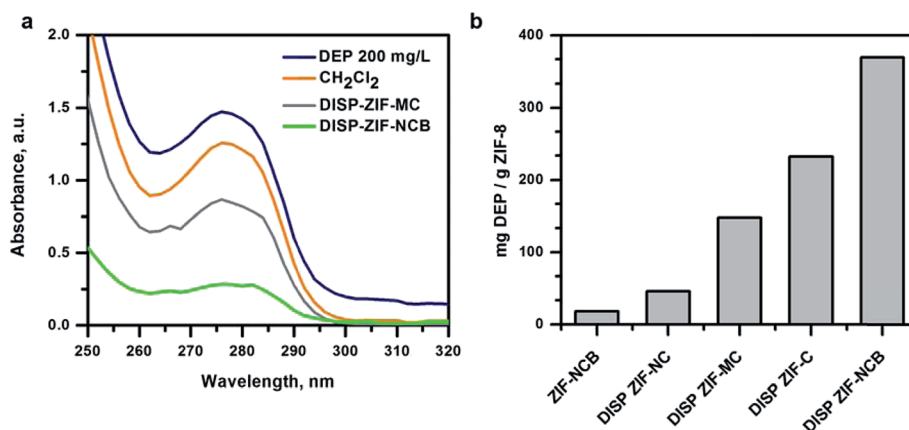 a
2.0
1.5
1.0
0.5
0.0
Absorbance, a.u.
DEP 200 mg/L
CH2Cl2
DISP-ZIF-MC
DISP-ZIF-NCB
250 260 270 280 290 300 310 320
Wavelength, nm
b
400
300
200
100
0
mg DEP / g ZIF-8
ZIF-NCB
DISP ZIF-NC
DISP ZIF-MC
DISP ZIF-C
DISP ZIF-NCB